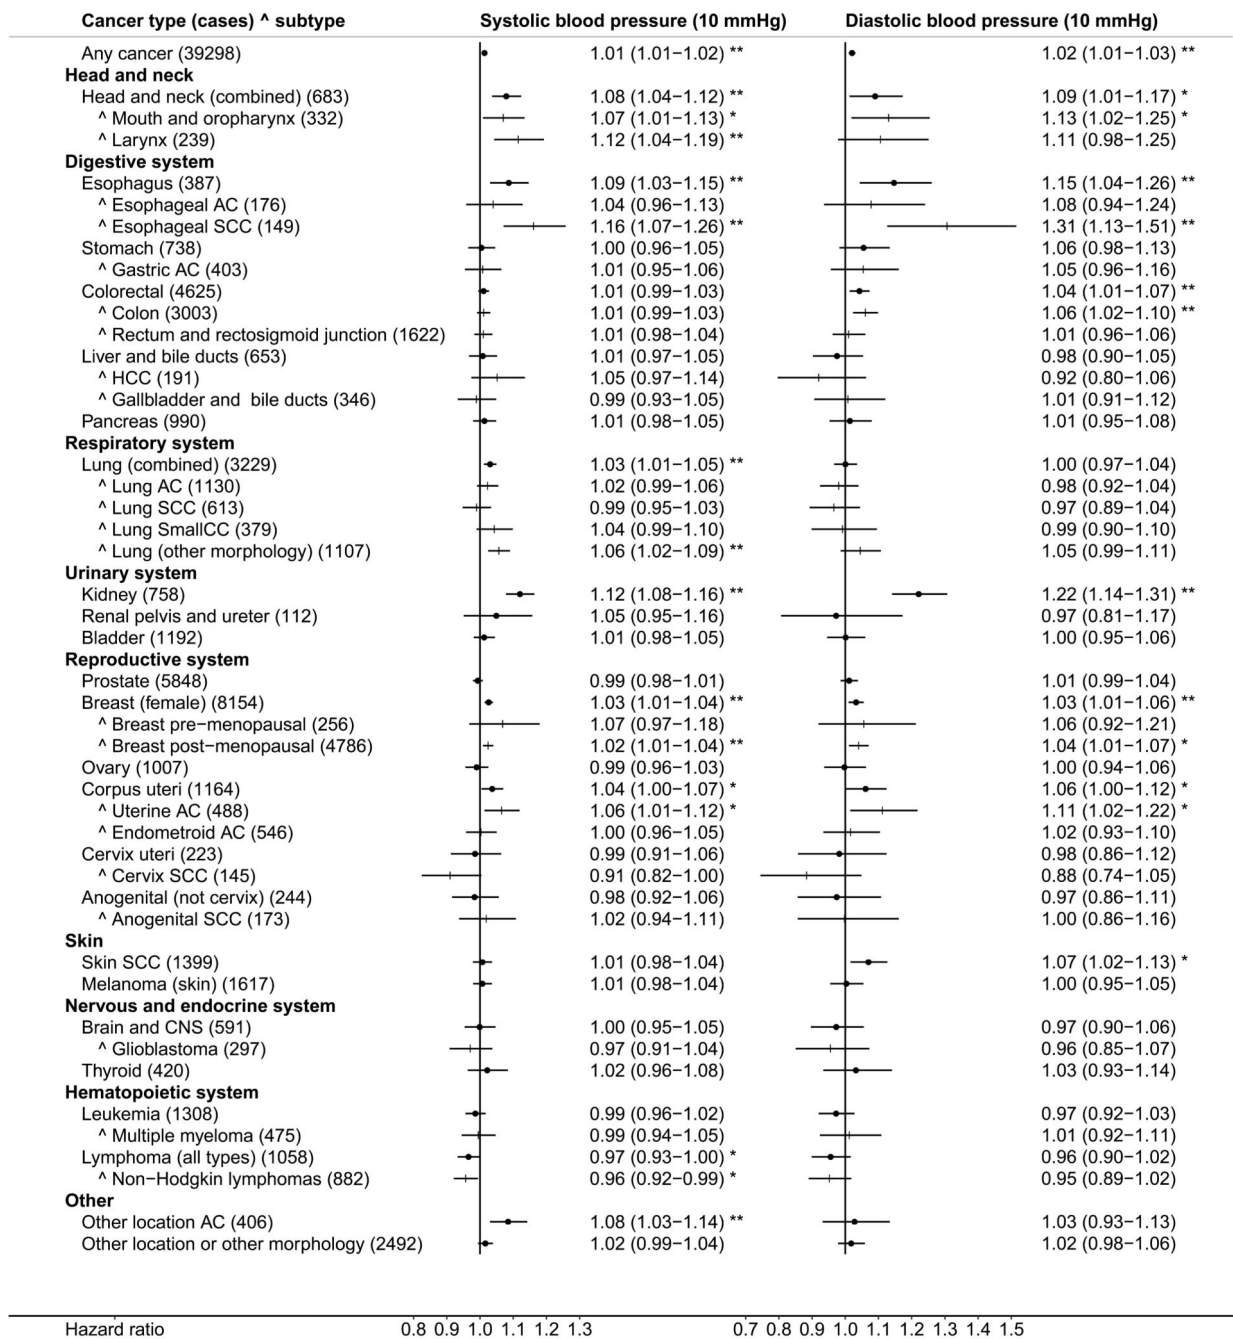 Cancer type (cases) ^ subtype Systolic blood pressure (10 mmHg) Diastolic blood pressure (10 mmHg)
Any cancer (39298) 1.01 (1.01−1.02) ** 1.02 (1.01−1.03) **
Head and neck
Head and neck (combined) (683) 1.08 (1.04−1.12) ** 1.09 (1.01−1.17) *
^ Mouth and oropharynx (332) 1.07 (1.01−1.13) * 1.13 (1.02−1.25) *
^ Larynx (239) 1.12 (1.04−1.19) ** 1.11 (0.98−1.25)
Digestive system
Esophagus (387) 1.09 (1.03−1.15) ** 1.15 (1.04−1.26) **
^ Esophageal AC (176) 1.04 (0.96−1.13) 1.08 (0.94−1.24)
^ Esophageal SCC (149) 1.16 (1.07−1.26) ** 1.31 (1.13−1.51) **
Stomach (738) 1.00 (0.96−1.05) 1.06 (0.98−1.13)
^ Gastric AC (403) 1.01 (0.95−1.06) 1.05 (0.96−1.16)
Colorectal (4625) 1.01 (0.99−1.03) 1.04 (1.01−1.07) **
^ Colon (3003) 1.01 (0.99−1.03) 1.06 (1.02−1.10) **
^ Rectum and rectosigmoid junction (1622) 1.01 (0.98−1.04) 1.01 (0.96−1.06)
Liver and bile ducts (653) 1.01 (0.97−1.05) 0.98 (0.90−1.05)
^ HCC (191) 1.05 (0.97−1.14) 0.92 (0.80−1.06)
^ Gallbladder and bile ducts (346) 0.99 (0.93−1.05) 1.01 (0.91−1.12)
Pancreas (990) 1.01 (0.98−1.05) 1.01 (0.95−1.08)
Respiratory system
Lung (combined) (3229) 1.03 (1.01−1.05) ** 1.00 (0.97−1.04)
^ Lung AC (1130) 1.02 (0.99−1.06) 0.98 (0.92−1.04)
^ Lung SCC (613) 0.99 (0.95−1.03) 0.97 (0.89−1.04)
^ Lung SmallCC (379) 1.04 (0.99−1.10) 0.99 (0.90−1.10)
^ Lung (other morphology) (1107) 1.06 (1.02−1.09) ** 1.05 (0.99−1.11)
Urinary system
Kidney (758) 1.12 (1.08−1.16) ** 1.22 (1.14−1.31) **
Renal pelvis and ureter (112) 1.05 (0.95−1.16) 0.97 (0.81−1.17)
Bladder (1192) 1.01 (0.98−1.05) 1.00 (0.95−1.06)
Reproductive system
Prostate (5848) 0.99 (0.98−1.01) 1.01 (0.99−1.04)
Breast (female) (8154) 1.03 (1.01−1.04) ** 1.03 (1.01−1.06) **
^ Breast pre−menopausal (256) 1.07 (0.97−1.18) 1.06 (0.92−1.21)
^ Breast post−menopausal (4786) 1.02 (1.01−1.04) ** 1.04 (1.01−1.07) *
Ovary (1007) 0.99 (0.96−1.03) 1.00 (0.94−1.06)
Corpus uteri (1164) 1.04 (1.00−1.07) * 1.06 (1.00−1.12) *
^ Uterine AC (488) 1.06 (1.01−1.12) * 1.11 (1.02−1.22) *
^ Endometroid AC (546) 1.00 (0.96−1.05) 1.02 (0.93−1.10)
Cervix uteri (223) 0.99 (0.91−1.06) 0.98 (0.86−1.12)
^ Cervix SCC (145) 0.91 (0.82−1.00) 0.88 (0.74−1.05)
Anogenital (not cervix) (244) 0.98 (0.92−1.06) 0.97 (0.86−1.11)
^ Anogenital SCC (173) 1.02 (0.94−1.11) 1.00 (0.86−1.16)
Skin
Skin SCC (1399) 1.01 (0.98−1.04) 1.07 (1.02−1.13) *
Melanoma (skin) (1617) 1.01 (0.98−1.04) 1.00 (0.95−1.05)
Nervous and endocrine system
Brain and CNS (591) 1.00 (0.95−1.05) 0.97 (0.90−1.06)
^ Glioblastoma (297) 0.97 (0.91−1.04) 0.96 (0.85−1.07)
Thyroid (420) 1.02 (0.96−1.08) 1.03 (0.93−1.14)
Hematopoietic system
Leukemia (1308) 0.99 (0.96−1.02) 0.97 (0.92−1.03)
^ Multiple myeloma (475) 0.99 (0.94−1.05) 1.01 (0.92−1.11)
Lymphoma (all types) (1058) 0.97 (0.93−1.00) * 0.96 (0.90−1.02)
^ Non−Hodgkin lymphomas (882) 0.96 (0.92−0.99) * 0.95 (0.89−1.02)
Other
Other location AC (406) 1.08 (1.03−1.14) ** 1.03 (0.93−1.13)
Other location or other morphology (2492) 1.02 (0.99−1.04) 1.02 (0.98−1.06)
Hazard ratio 0.8 0.9 1.0 1.1 1.2 1.3 0.7 0.8 0.9 1.0 1.1 1.2 1.3 1.4 1.5